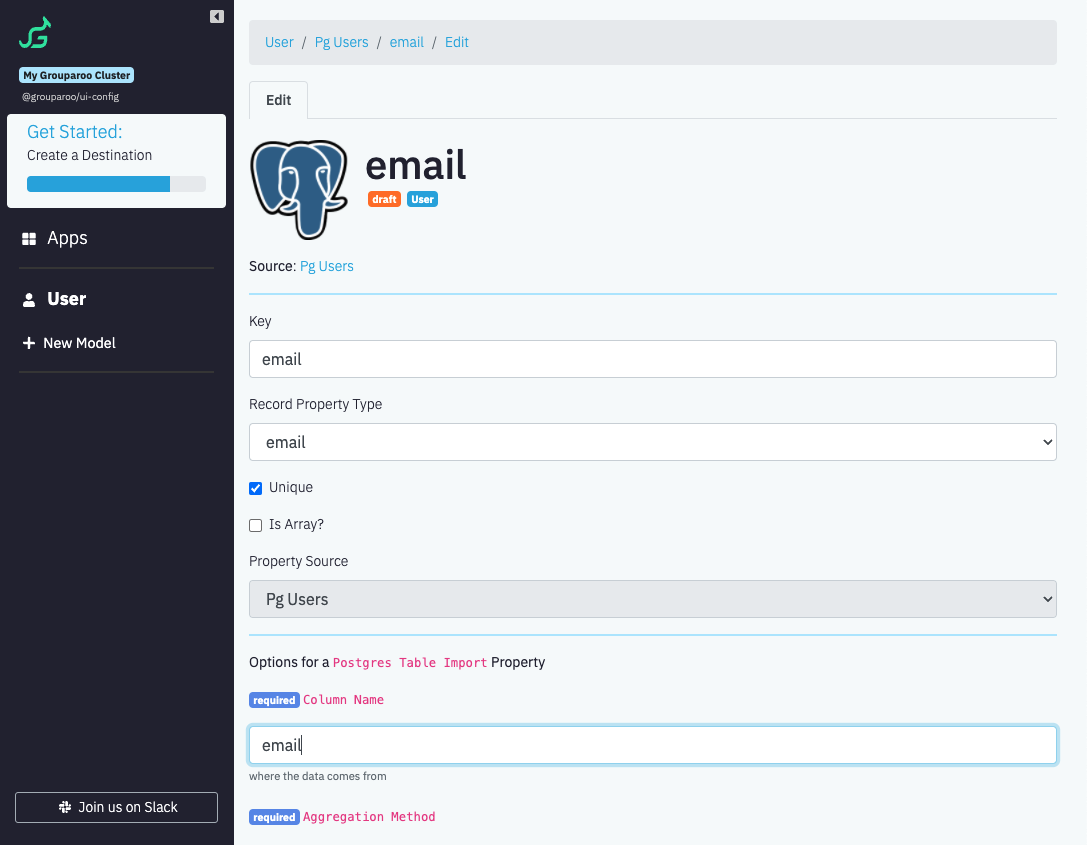 My Grouparoo Cluster
@grouparoo/ui-config
Get Started:
Create a Destination
Apps
User
New Model
Join us on Slack
User / Pg Users / email / Edit
Edit
email
draft User
Source: Pg Users
Key
email
Record Property Type
email
Unique
Is Array?
Property Source
Pg Users
Options for a Postgres Table Import Property
required Column Name
email
where the data comes from
required Aggregation Method